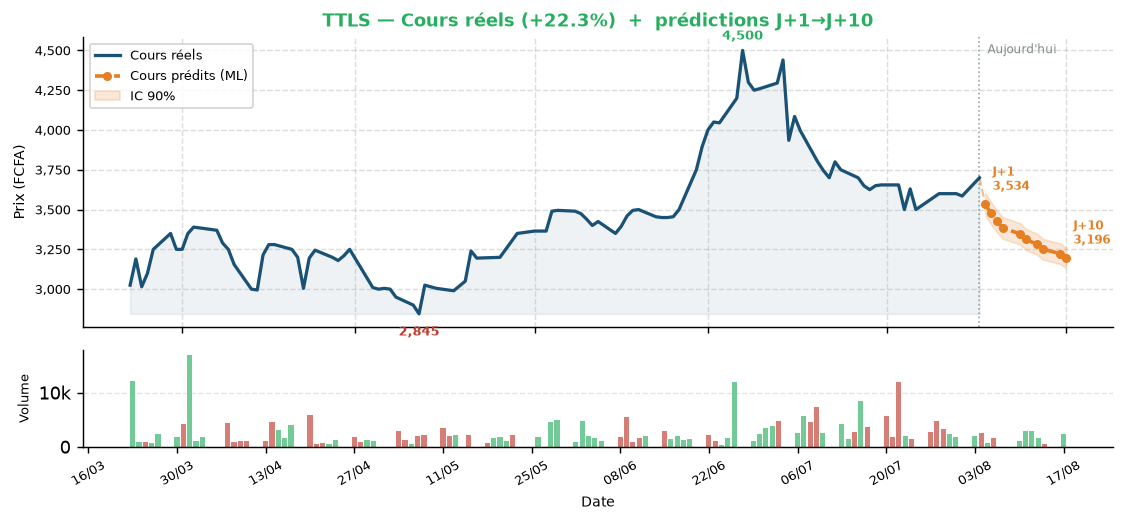 TTLS — Cours réels (+22.3%) + prédictions J+1→J+10
4,500
Aujourd'hui
Cours réels
Cours prédits (ML)
IC 90%
4,500
4,250
4,000
3,750
3,500
3,250
3,000
Prix (FCFA)
J+1
3,534
J+10
3,196
2,845
Volume
10k
0
16/03
30/03
13/04
27/04
11/05
25/05
08/06
22/06
06/07
20/07
03/08
17/08
Date